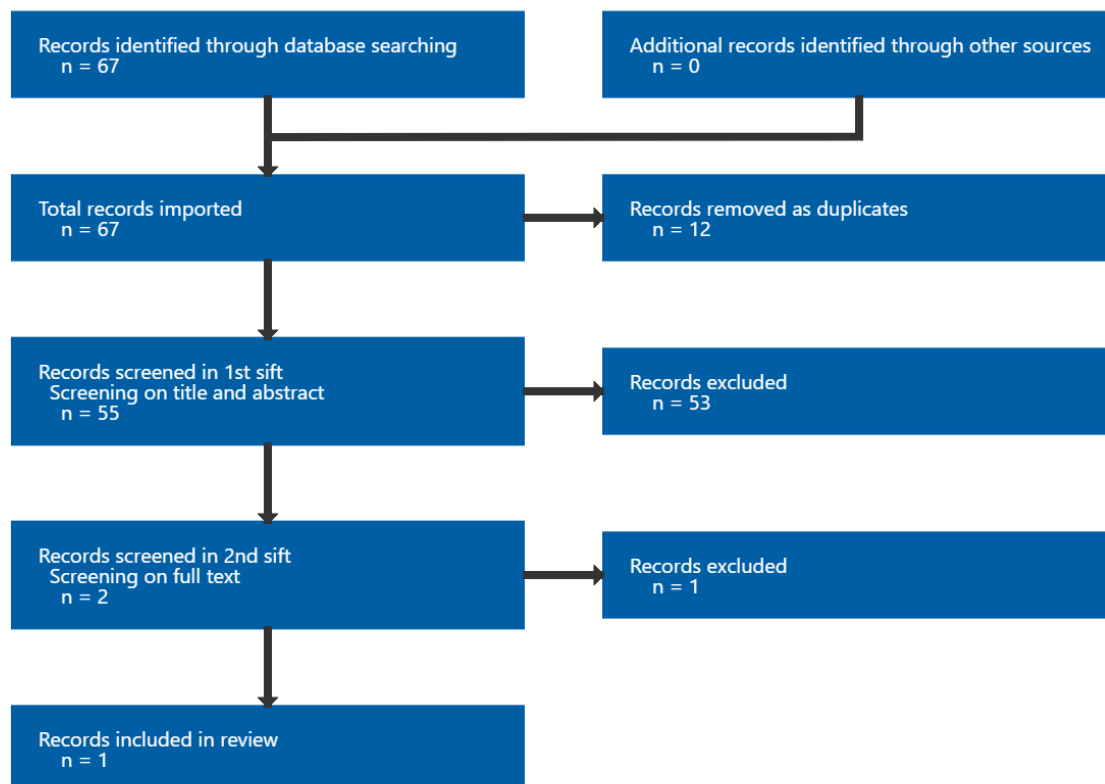 Records identified through database searching
n = 67
Additional records identified through other sources
n = 0
Total records imported
n = 67
Records removed as duplicates
n = 12
Records screened in 1st sift
Screening on title and abstract
n = 55
Records excluded
n = 53
Records screened in 2nd sift
Screening on full text
n = 2
Records excluded
n = 1
Records included in review
n = 1